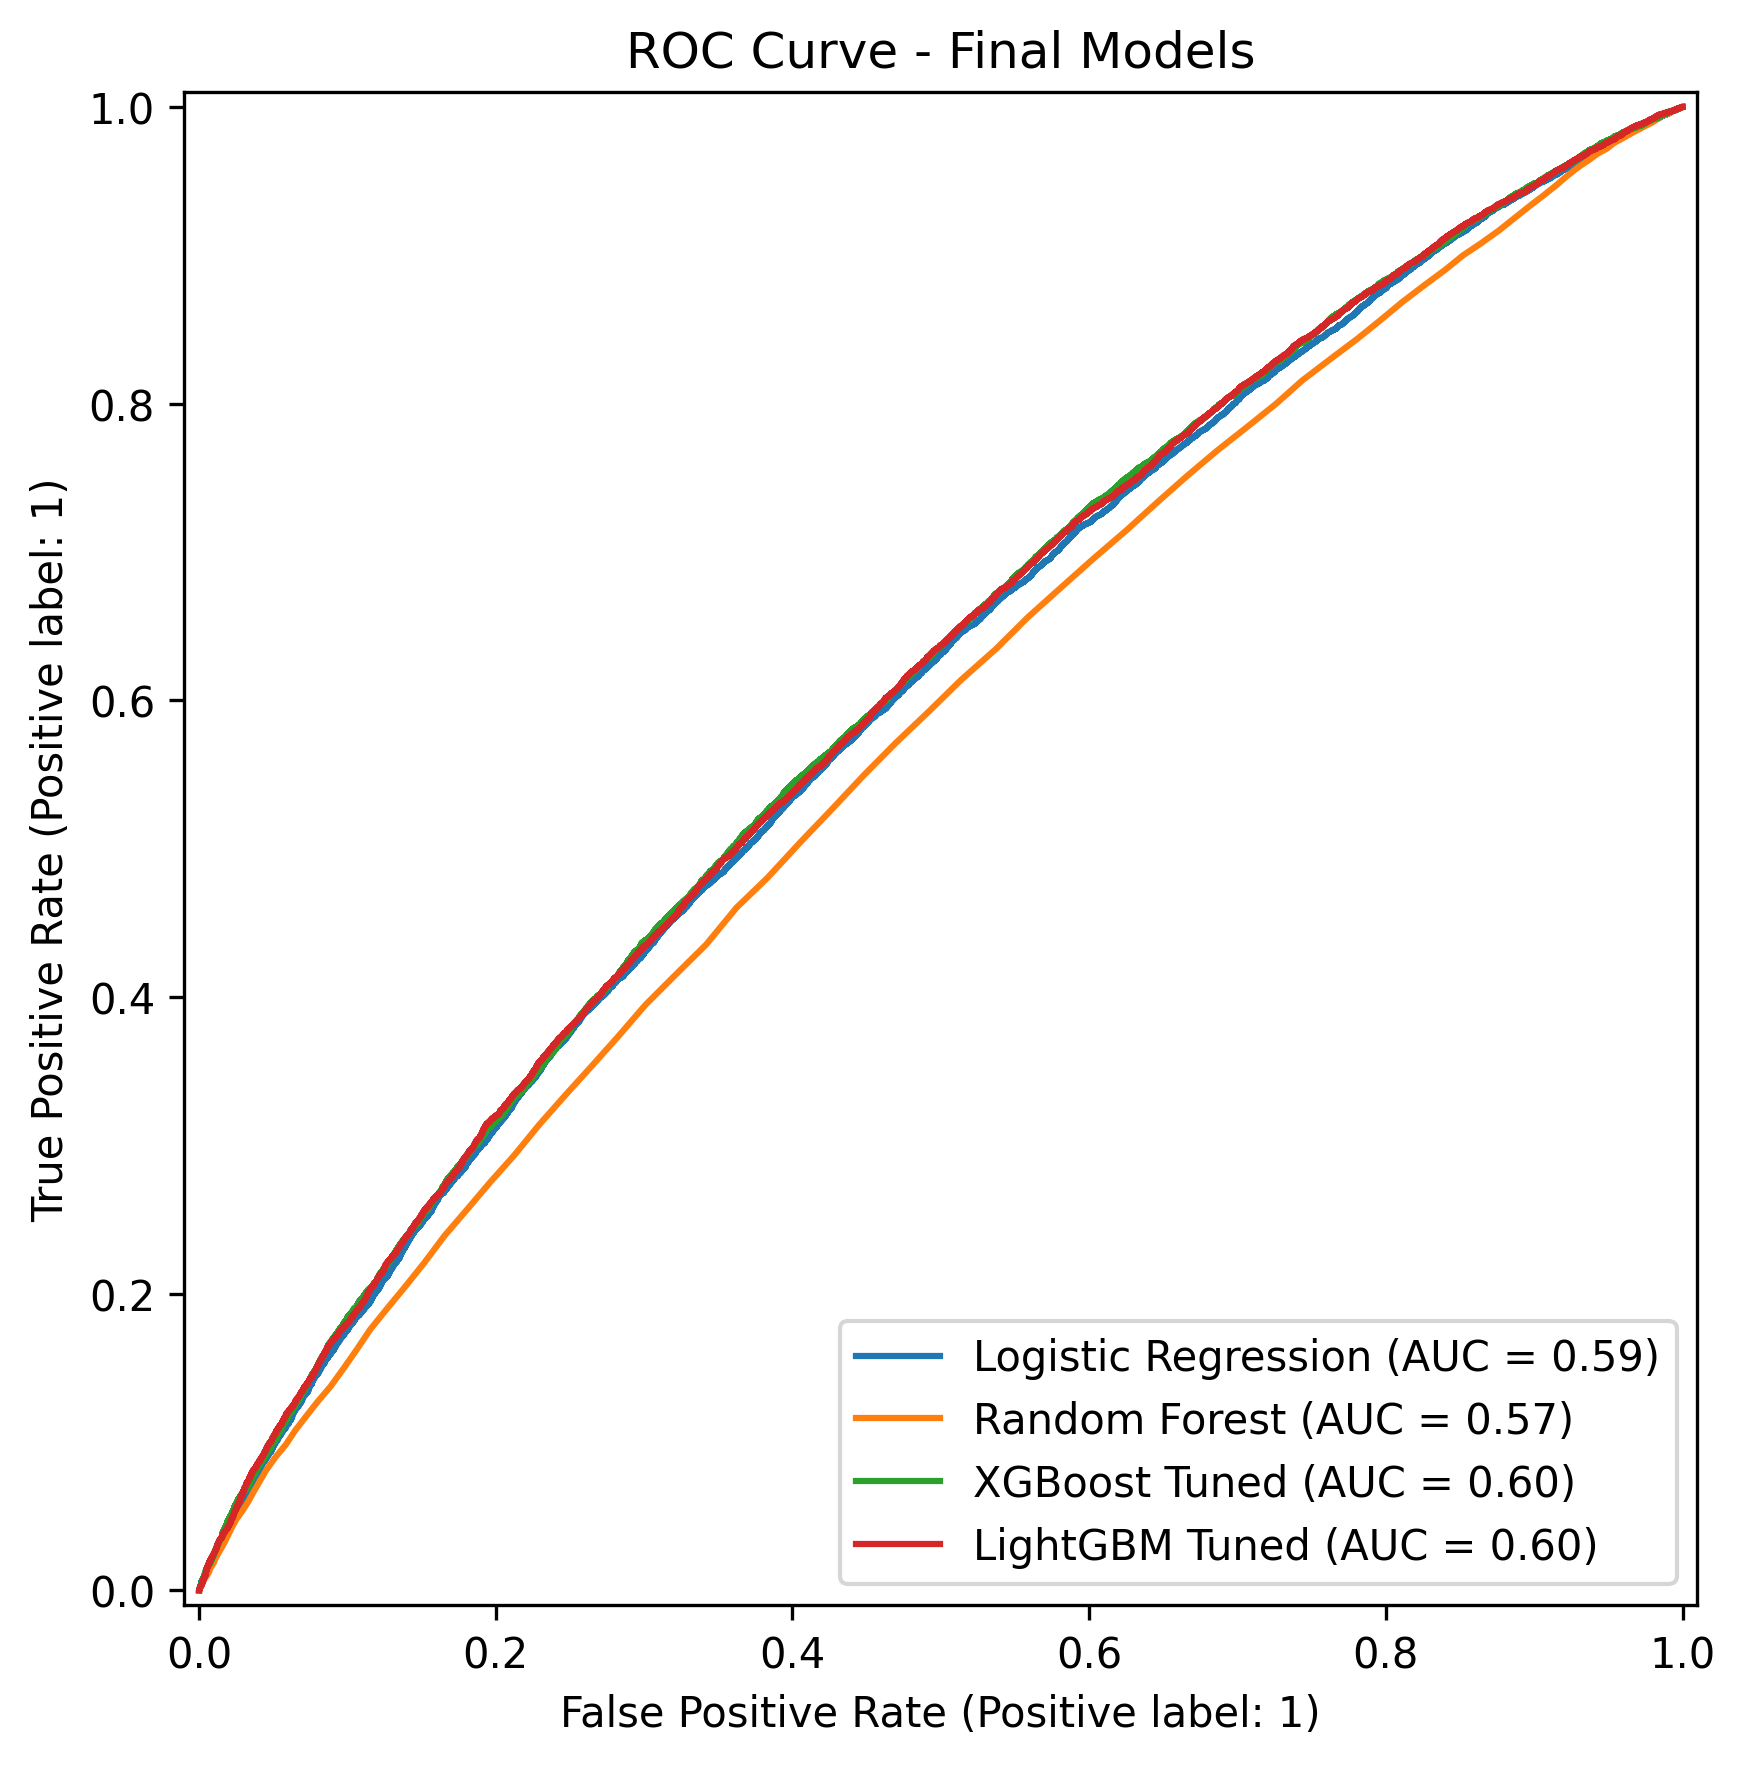 ROC Curve - Final Models
True Positive Rate (Positive label: 1)
1.0
0.8
0.6
0.4
0.2
0.0
Logistic Regression (AUC = 0.59)
Random Forest (AUC = 0.57)
XGBoost Tuned (AUC = 0.60)
LightGBM Tuned (AUC = 0.60)
0.0 0.2 0.4 0.6 0.8 1.0
False Positive Rate (Positive label: 1)